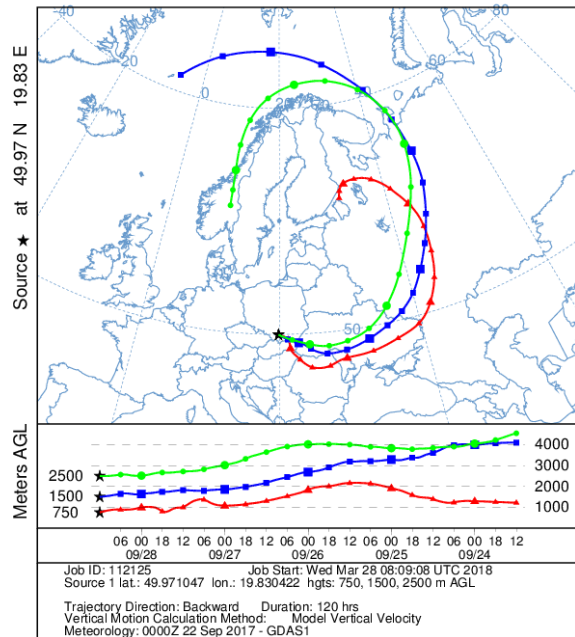 -40
-20
0
20
40
60
80
60
50
Source ★ at 49.97 N 19.83 E
Meters AGL
2500
1500
750
4000
3000
2000
1000
06 00 18 12 06 00 18 12 06 00 18 12 06 00 18 12 06 00 18 12
09/28 09/27 09/26 09/25 09/24
Job ID: 112125 Job Start: Wed Mar 28 08:09:08 UTC 2018
Source 1 lat.: 49.971047 lon.: 19.830422 hgts: 750, 1500, 2500 m AGL
Trajectory Direction: Backward Duration: 120 hrs
Vertical Motion Calculation Method: Model Vertical Velocity
Meteorology: 0000Z 22 Sep 2017 - GDAS1